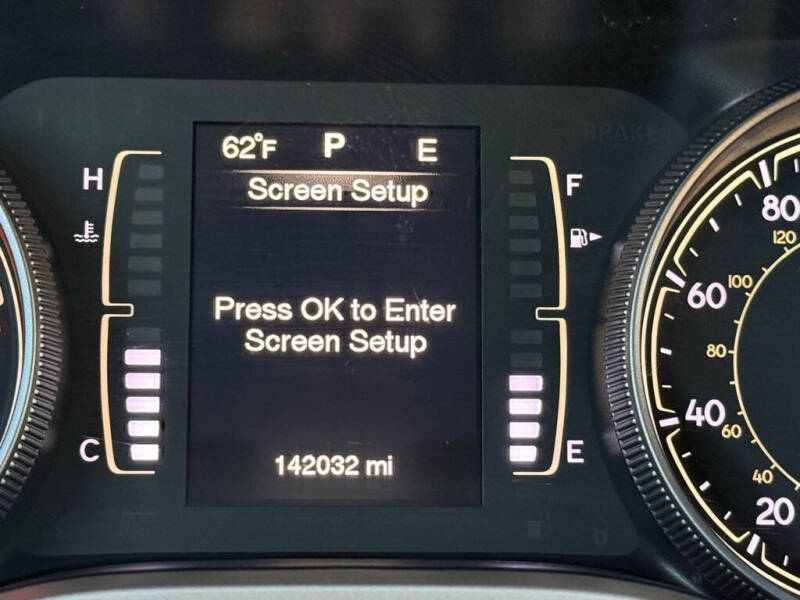 62°F P E
Screen Setup
Press OK to Enter
Screen Setup
142032 mi
H
C
F
E
BRAKE
80
60
40
20
120
100
80
60
40